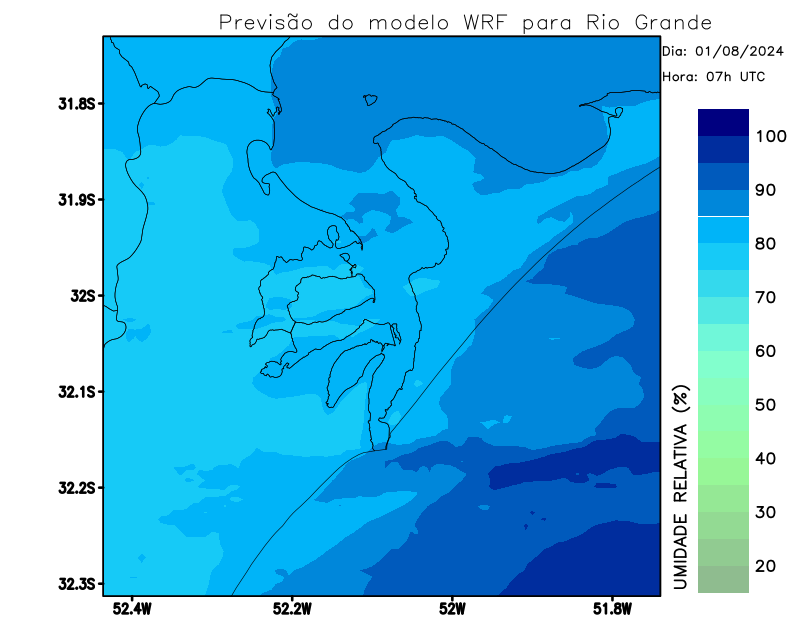 Previsão do modelo WRF para Rio Grande
Dia: 01/08/2024
Hora: 07h UTC
31.8S
31.9S
32S
32.1S
32.2S
32.3S
52.4W 52.2W 52W 51.8W
100
90
80
70
60
50
40
30
20
UMIDADE RELATIVA (%)